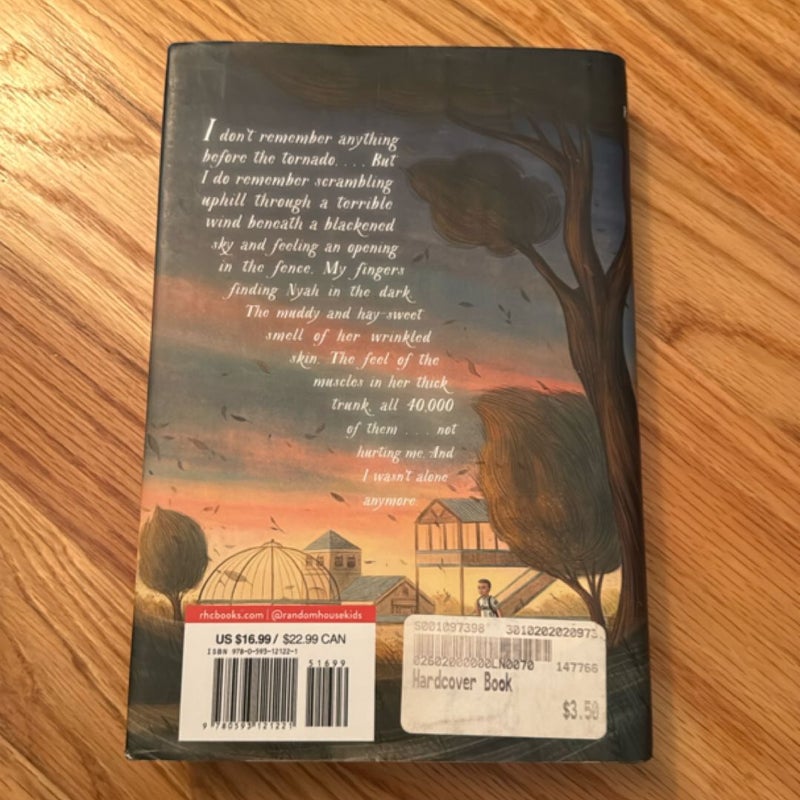 I don't remember anything
before the tornado. . . . But
I do remember scrambling
uphill through a terrible
wind beneath a blackened
sky and feeling an opening
in the fence. My fingers
finding Nyah in the dark.
The muddy and hay-sweet
smell of her wrinkled
skin. The feel of the
muscles in her thick
trunk, all 40,000
of them . . . not
hurting me. And
I wasn't alone
anymore.
rhcbooks.com | @randomhousekids
US $16.99 / $22.99 CAN
ISBN 978-0-593-12122-1
51699
9 780593 121221
S001097398 3010202020973
02602000000LN0070 147766
Hardcover Book
$3.50